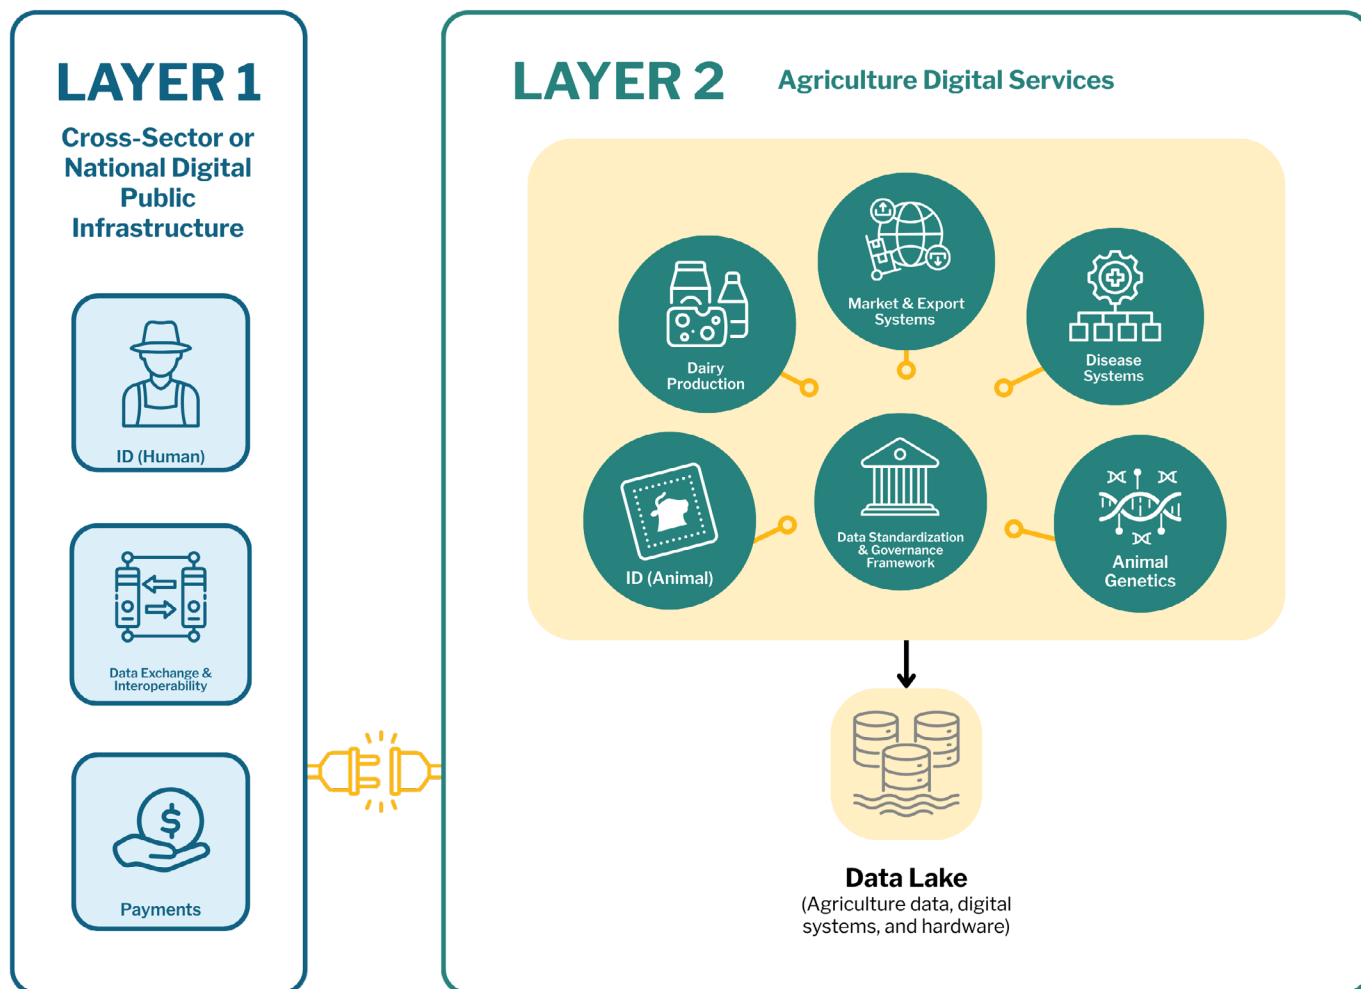 LAYER 1
Cross-Sector or
National Digital
Public
Infrastructure
ID (Human)
Data Exchange &
Interoperability
$
Payments
LAYER 2
Agriculture Digital Services
Market & Export
Systems
Dairy
Production
Disease
Systems
ID (Animal)
Data Standardization
& Governance
Framework
Animal
Genetics
Data Lake
(Agriculture data, digital
systems, and hardware)